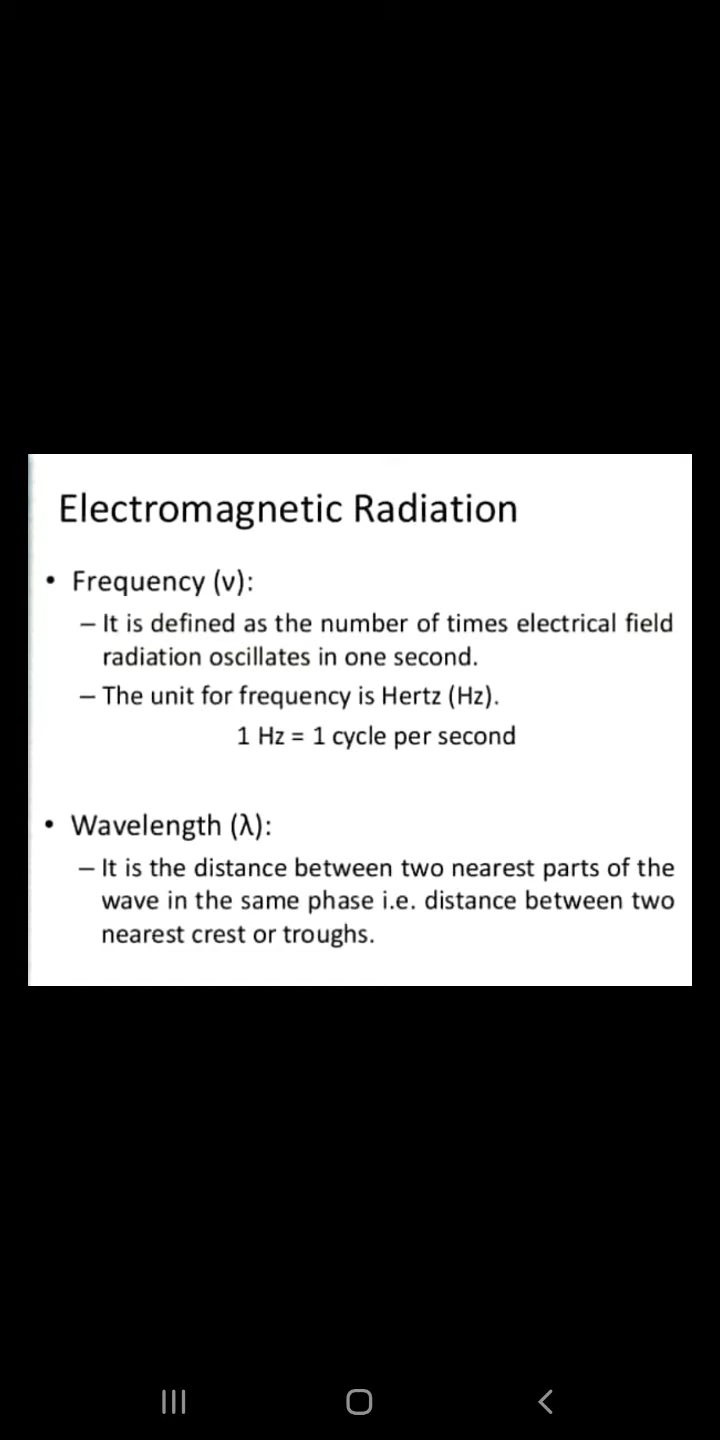 Electromagnetic Radiation
• Frequency (ν):
– It is defined as the number of times electrical field
radiation oscillates in one second.
– The unit for frequency is Hertz (Hz).
1 Hz = 1 cycle per second
• Wavelength (λ):
– It is the distance between two nearest parts of the
wave in the same phase i.e. distance between two
nearest crest or troughs.